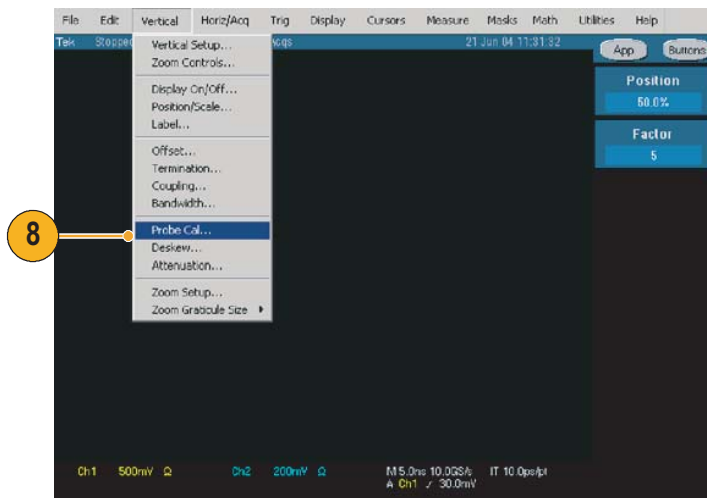 File Edit Vertical Horiz/Acq Trig Display Cursors Measure Masks Math Utilities Help
Tek Stopped Acqs 21 Jun 04 11:31:32
App Buttons
Vertical Setup...
Zoom Controls...
Display On/Off...
Position/Scale...
Label...
Offset...
Termination...
Coupling...
Bandwidth...
Probe Cal...
Deskew...
Attenuation...
Zoom Setup...
Zoom Graticule Size
Position
50.0%
Factor
5
8
Ch1 500mV Ω Ch2 200mV Ω M 5.0ns 10.0GS/s IT 10.0ps/pt
A Ch1 30.0mV